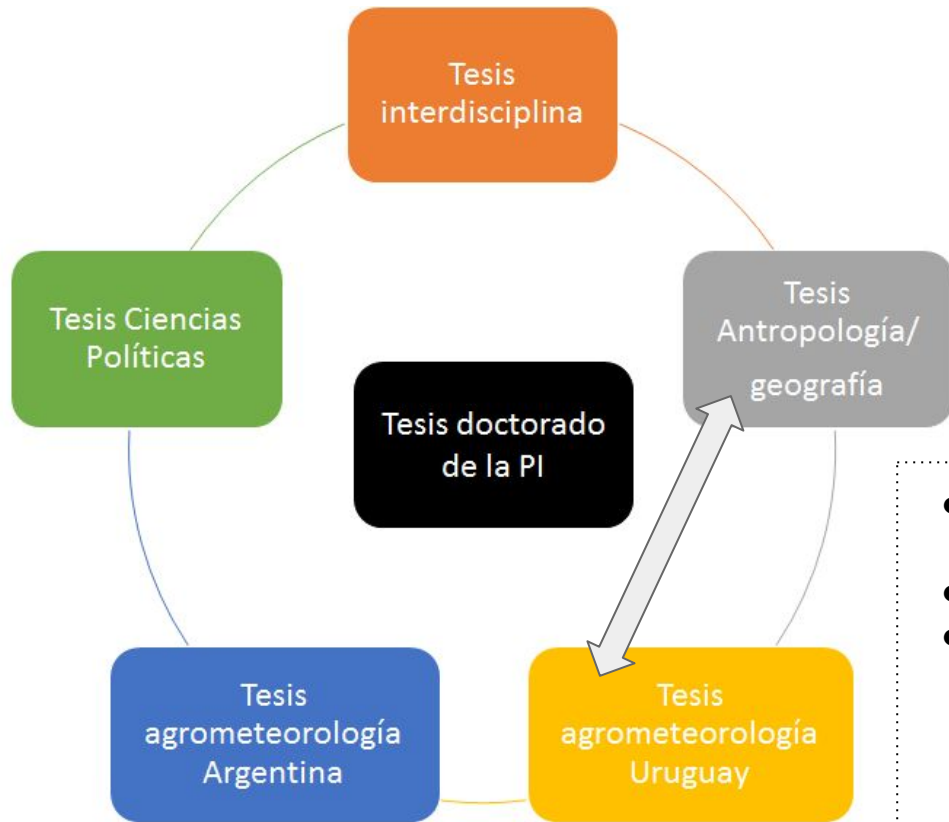 Tesis
interdisciplina
Tesis Ciencias
Políticas
Tesis
Antropología/
geografía
Tesis doctorado
de la PI
Tesis
agrometeorología
Argentina
Tesis
agrometeorología
Uruguay